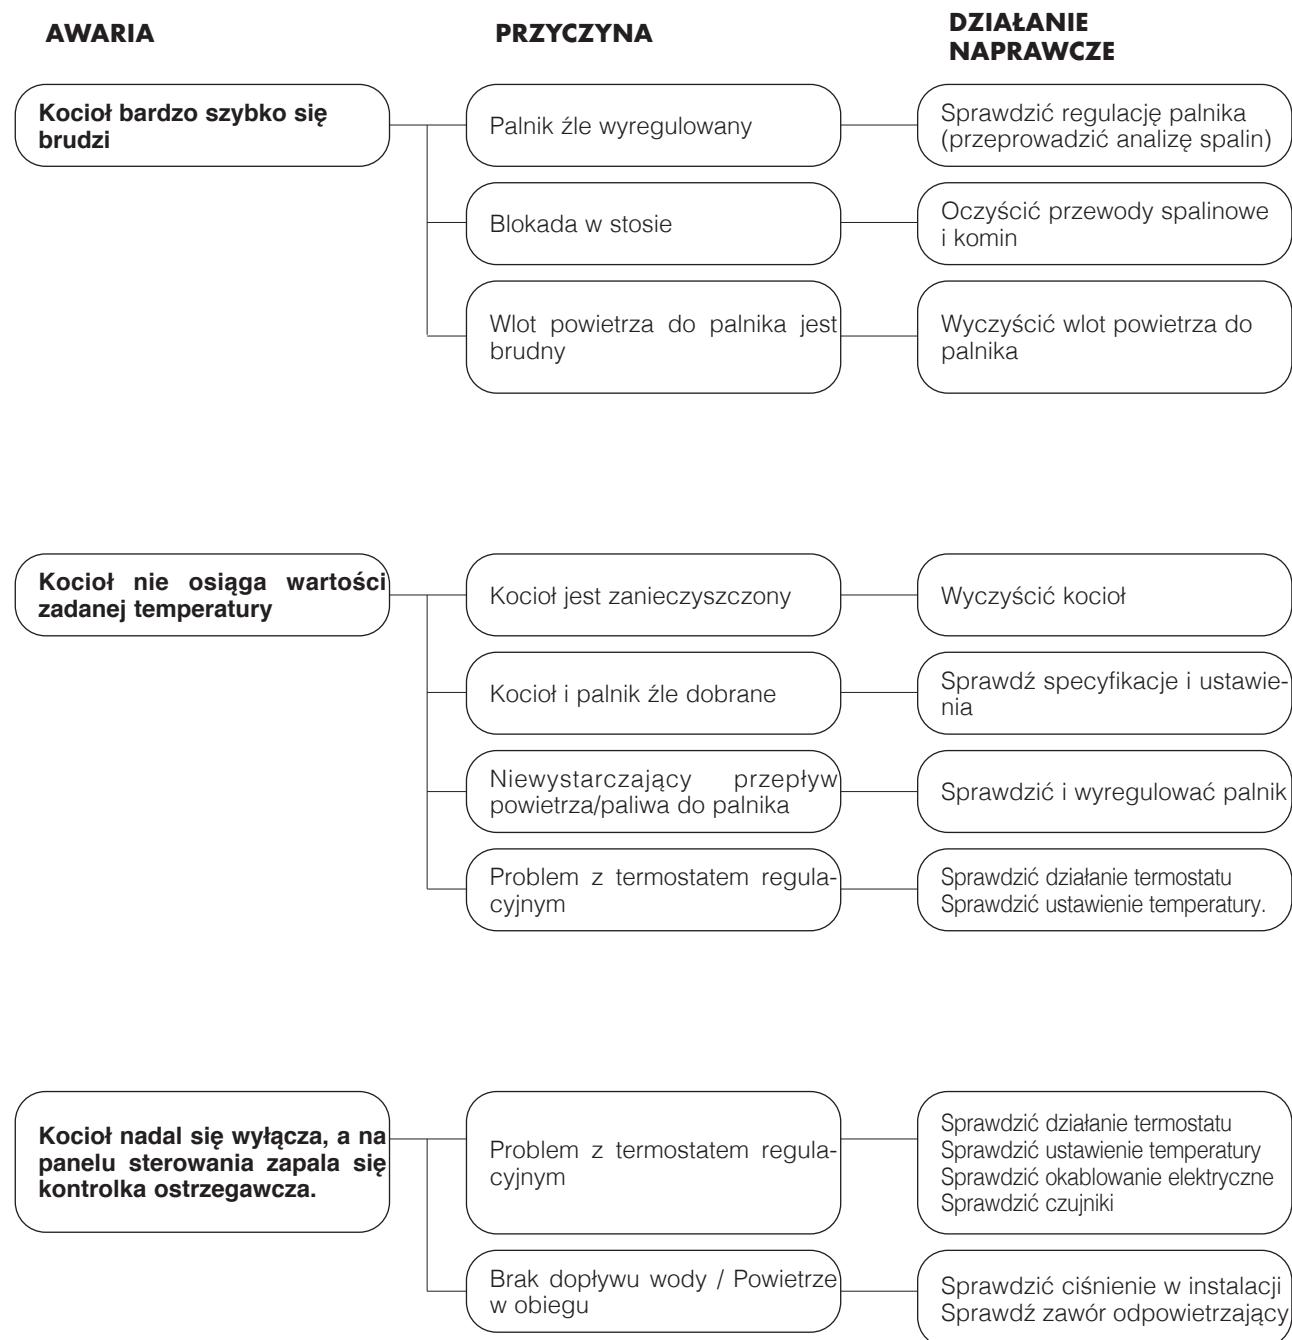 AWARIA
PRZYCZYNA
DZIAŁANIE
NAPRAWCZE
Kocioł bardzo szybko się
brudzi
Palnik źle wyregulowany
Sprawdzić regulację palnika
(przeprowadzić analizę spalin)
Blokada w stosie
Oczyścić przewody spalinowe
i komin
Wlot powietrza do palnika jest
brudny
Wyczyścić wlot powietrza do
palnika
Kocioł nie osiąga wartości
zadanej temperatury
Kocioł jest zanieczyszczony
Wyczyścić kocioł
Kocioł i palnik źle dobrane
Sprawdź specyfikacje i ustawie-
nia
Niewystarczający przepływ
powietrza/paliwa do palnika
Sprawdzić i wyregulować palnik
Problem z termostatem regula-
cyjnym
Sprawdzić działanie termostatu
Sprawdzić ustawienie temperatury.
Kocioł nadal się wyłącza, a na
panelu sterowania zapala się
kontrolka ostrzegawcza.
Problem z termostatem regula-
cyjnym
Sprawdzić działanie termostatu
Sprawdzić ustawienie temperatury
Sprawdzić okablowanie elektryczne
Sprawdzić czujniki
Brak dopływu wody / Powietrze
w obiegu
Sprawdzić ciśnienie w instalacji
Sprawdź zawór odpowietrzający